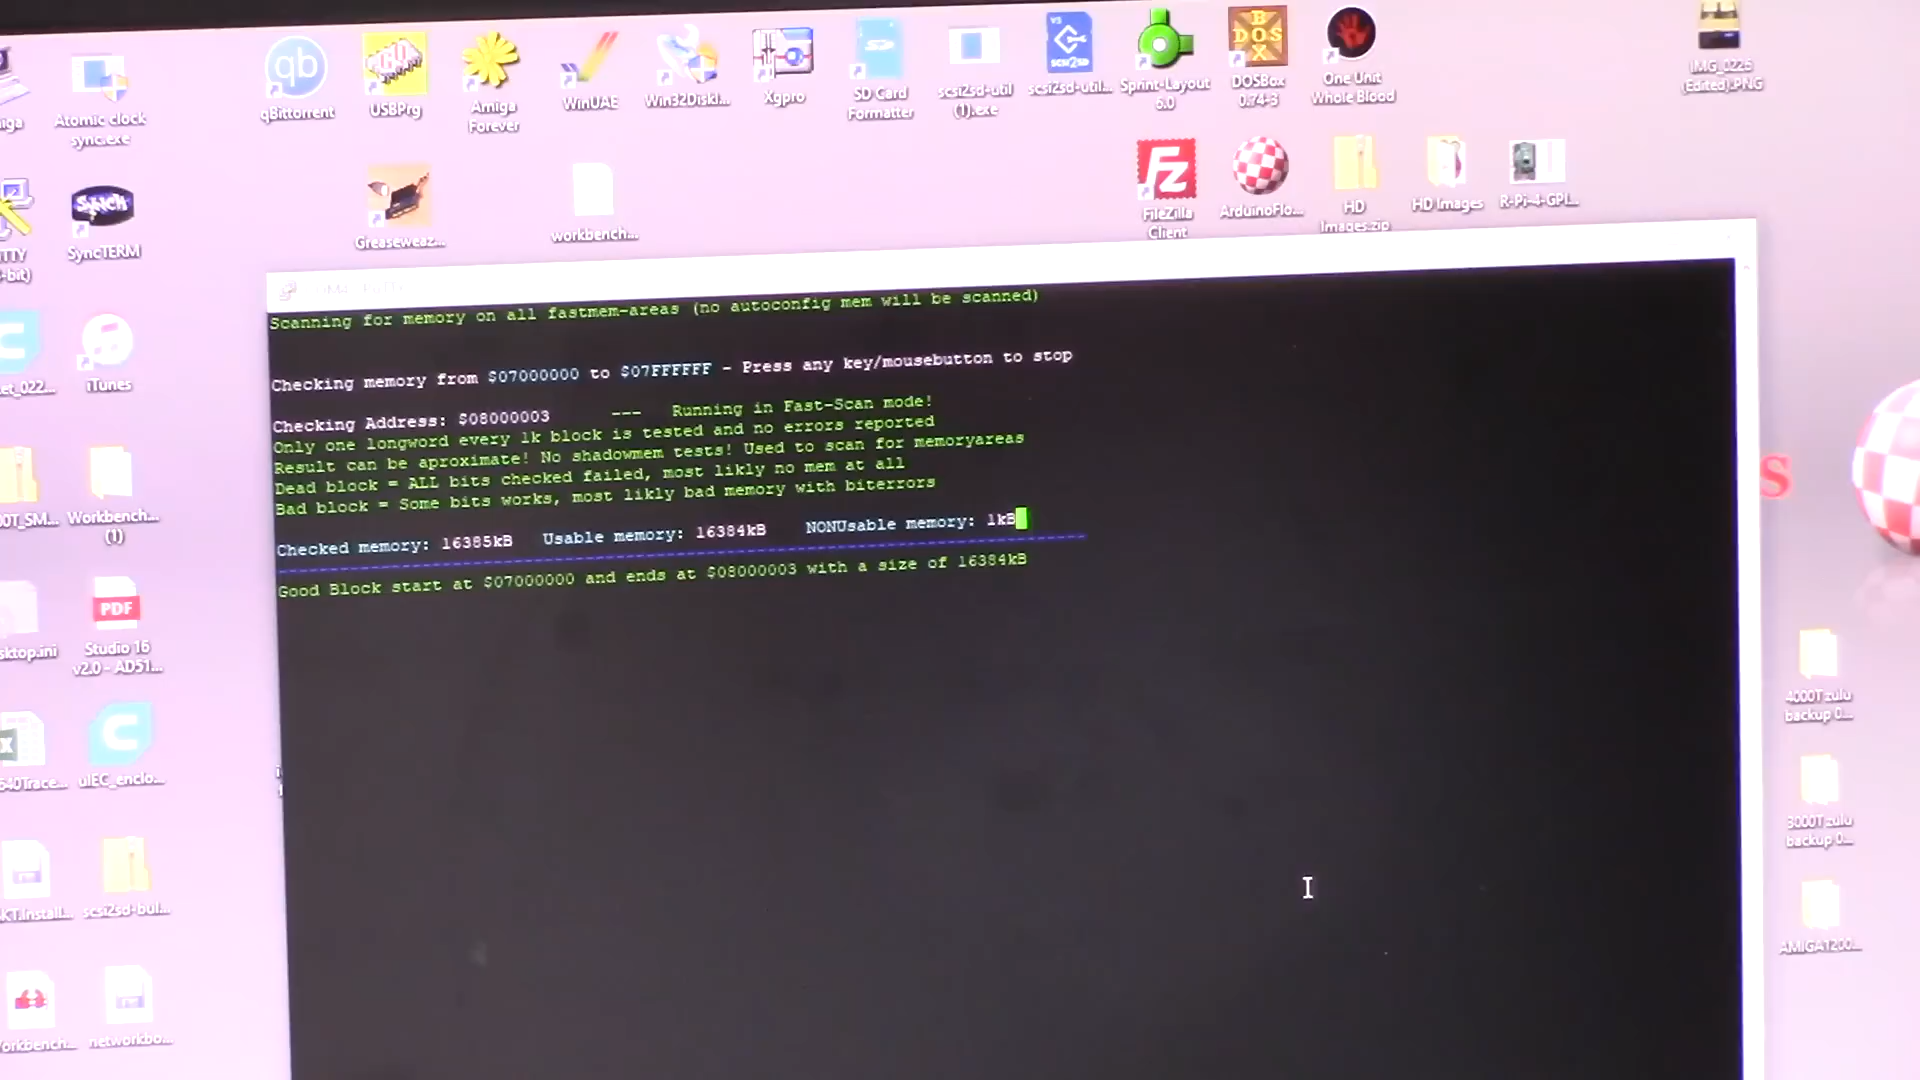 qBittorrent
USBPrg
Amiga
Forever
WinUAE
Win32DiskI...
Xgpro
SD Card
Formatter
scsi2sd-util
(1).exe
scsi2sd-util...
Sprint-Layout
6.0
DOSBox
0.74-3
One Unit
Whole Blood
IMG_0226
(Edited).PNG
Atomic clock
sync.exe
SyncTERM
Greaseweaz...
workbench...
FileZilla
Client
ArduinoFlo...
HD
Images.zip
HD Images
R-Pi-4-GPI...
iTunes
Workbench...
(1)
PDF
Studio 16
v2.0 - AD51...
uIEC_enclo...
scsi2sd-bul...
networkbo...
Scanning for memory on all fastmem-areas (no autoconfig mem will be scanned)
Checking memory from $07000000 to $07FFFFFF - Press any key/mousebutton to stop
Checking Address: $08000003 --- Running in Fast-Scan mode!
Only one longword every 1k block is tested and no errors reported
Result can be aproximate! No shadowmem tests! Used to scan for memoryareas
Dead block = ALL bits checked failed, most likly no mem at all
Bad block = Some bits works, most likly bad memory with biterrors
Checked memory: 16385kB Usable memory: 16384kB NONUsable memory: 1kB
Good Block start at $07000000 and ends at $08000003 with a size of 16384kB
4000T zulu
backup 0...
3000T zulu
backup 0...
AMIGA1200...